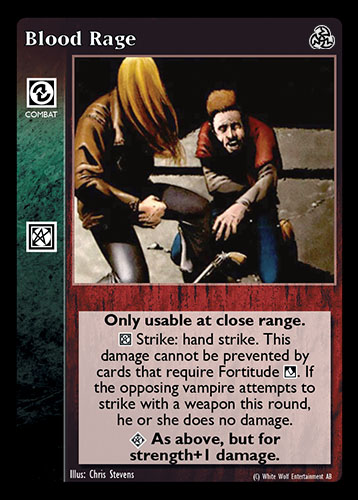 Blood Rage
COMBAT
Only usable at close range.
Strike: hand strike. This
damage cannot be prevented by
cards that require Fortitude . If
the opposing vampire attempts to
strike with a weapon this round,
he or she does no damage.
As above, but for
strength+1 damage.
Illus: Chris Stevens
(C) White Wolf Entertainment AB